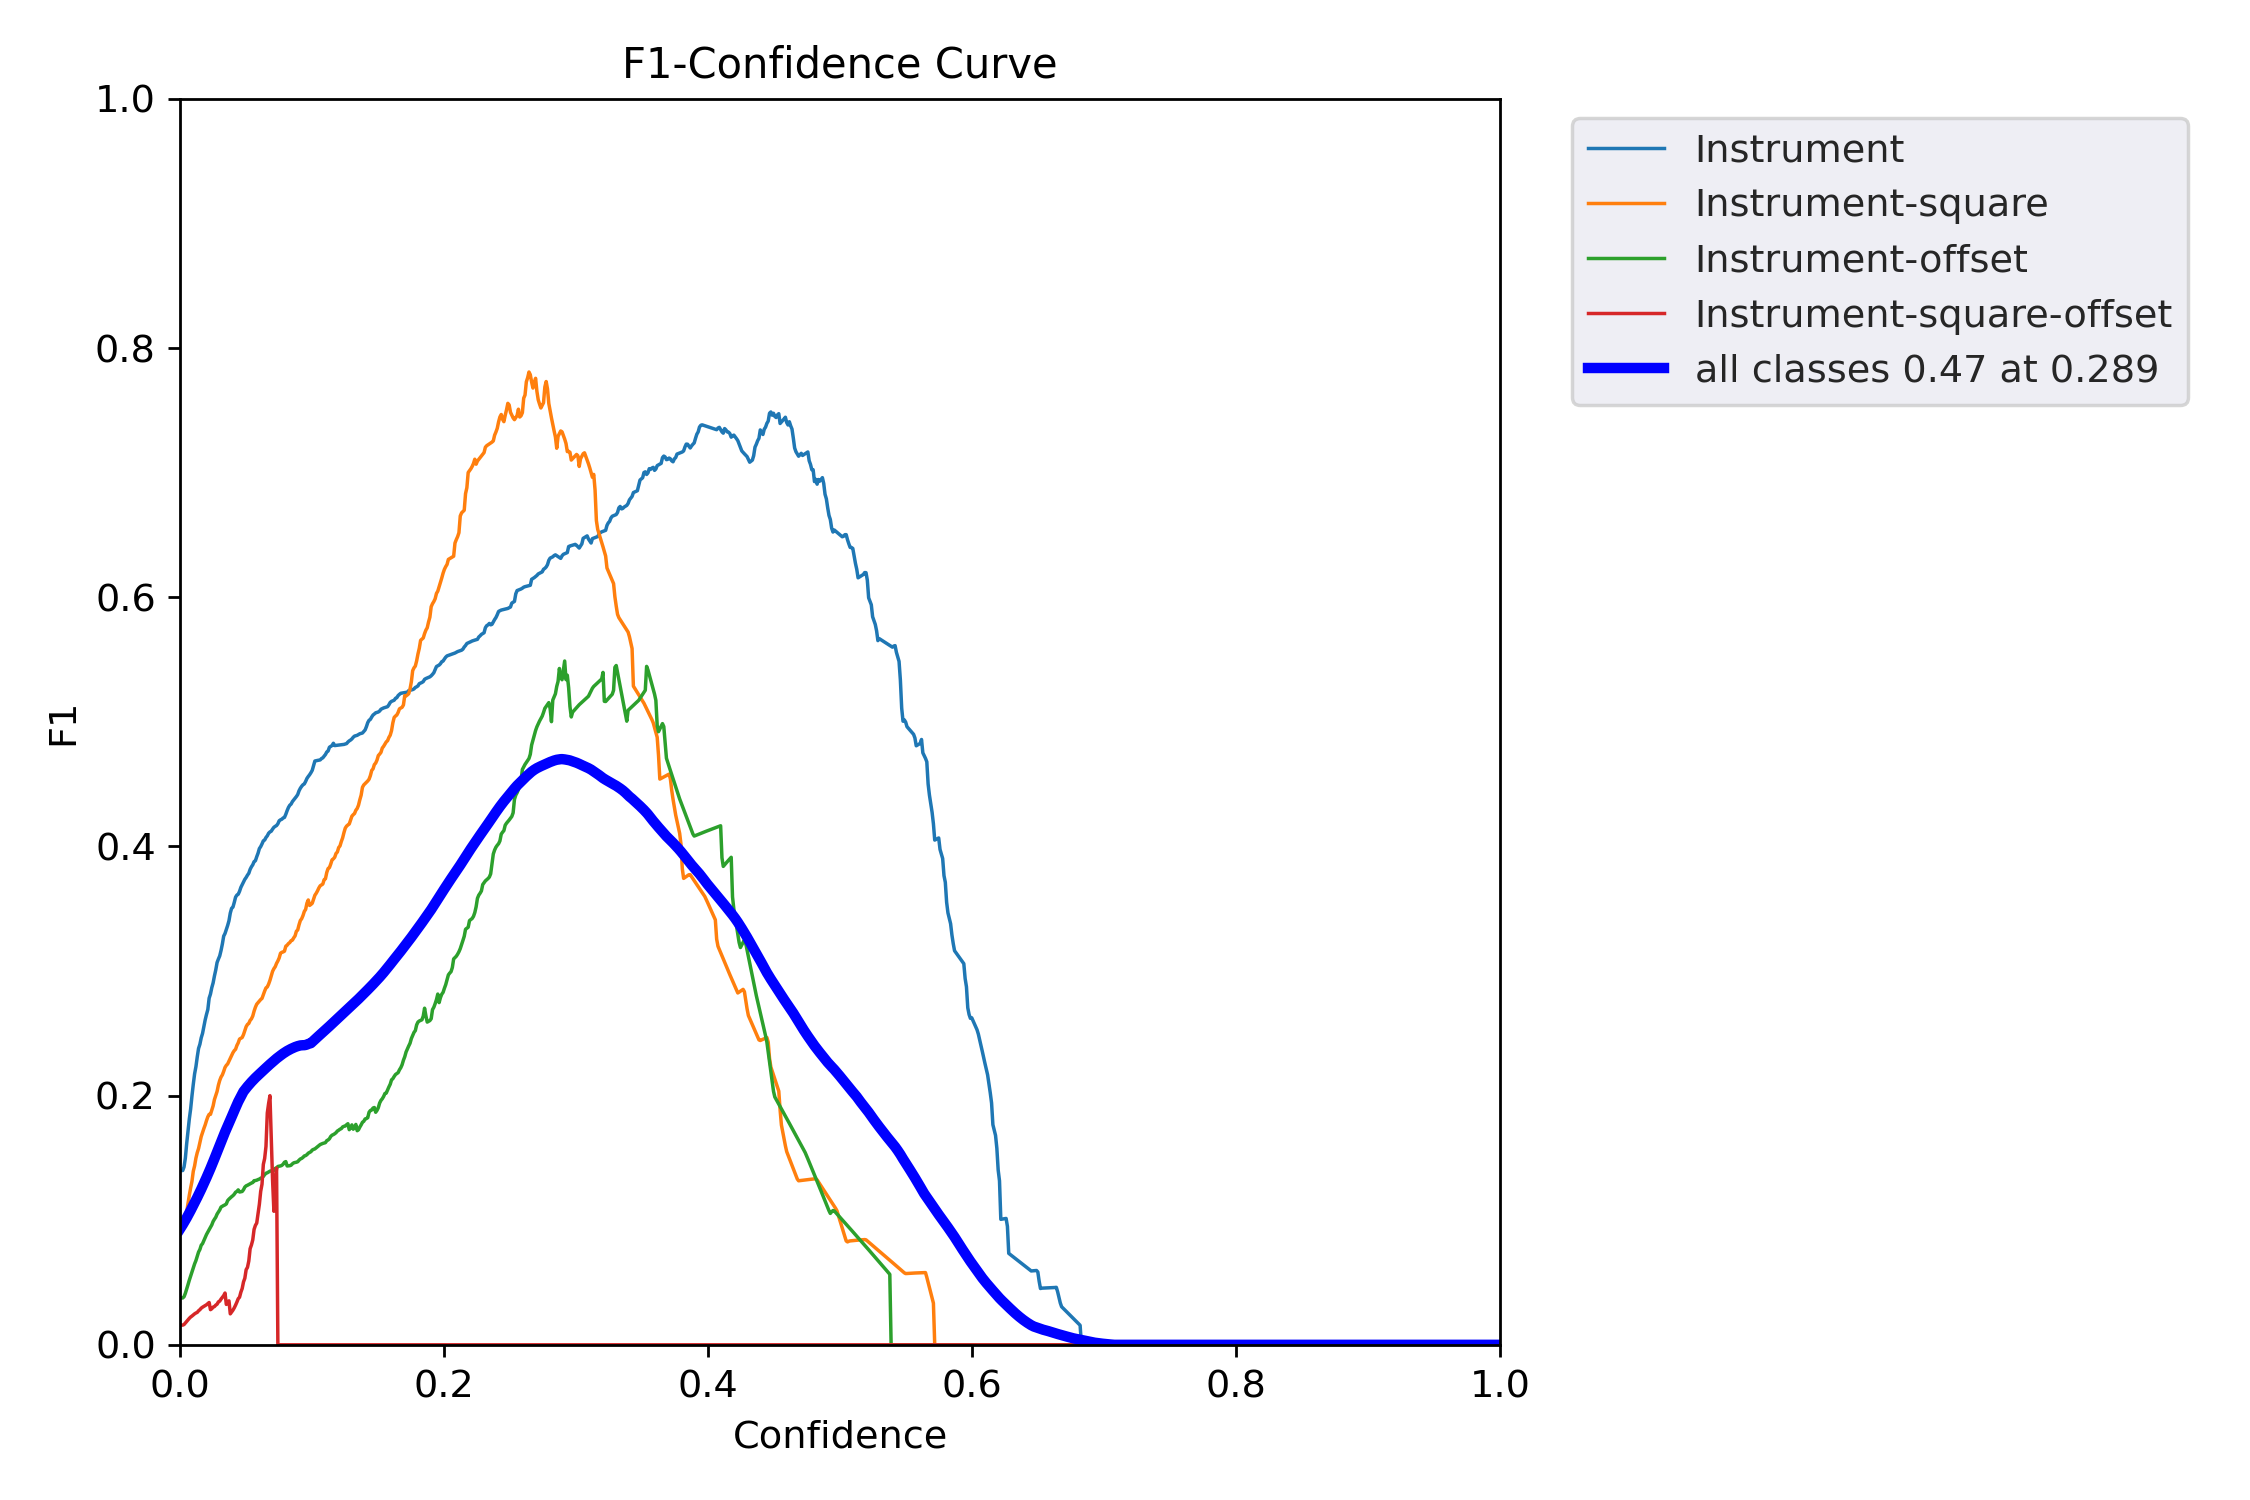 F1-Confidence Curve
1.0
0.8
0.6
0.4
0.2
0.0
F1
0.0 0.2 0.4 0.6 0.8 1.0
Confidence
Instrument
Instrument-square
Instrument-offset
Instrument-square-offset
all classes 0.47 at 0.289